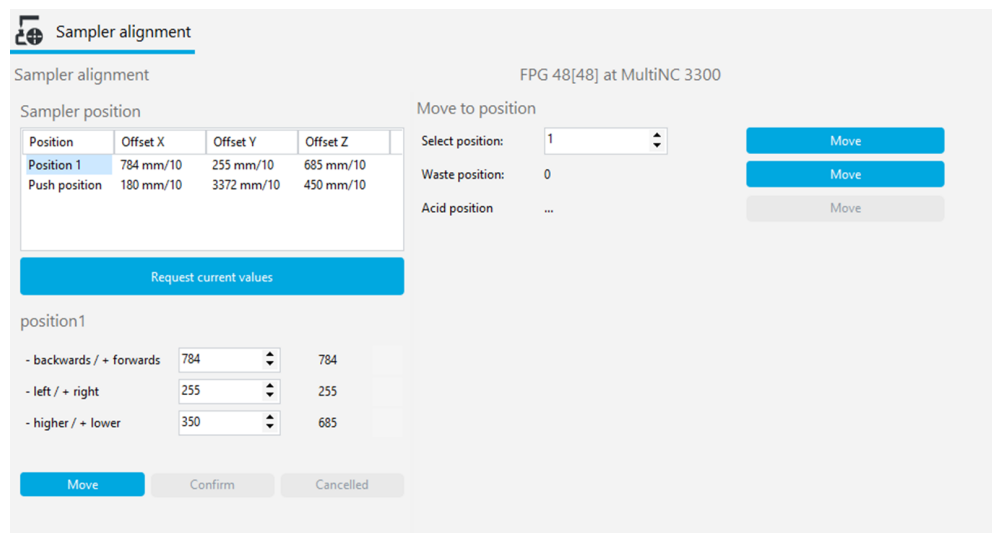 Sampler alignment
Sampler alignment
FPG 48[48] at MultiNC 3300
Sampler position
Position Offset X Offset Y Offset Z
Position 1 784 mm/10 255 mm/10 685 mm/10
Push position 180 mm/10 3372 mm/10 450 mm/10
Request current values
position1
- backwards / + forwards 784 784
- left / + right 255 255
- higher / + lower 350 685
Move Confirm Cancelled
Move to position
Select position: 1 Move
Waste position: 0 Move
Acid position ... Move